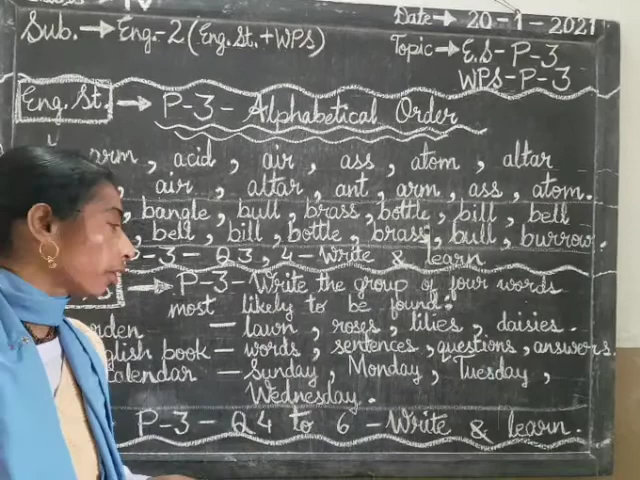 IV
Date → 20-1-2021
Sub. → Eng.-2 (Eng. St. + WPS)
Topic → E.S-P-3
WPS-P-3
Eng. St. → P-3 - Alphabetical Order
arm, acid, air, ass, atom, altar
, air, altar, ant, arm, ass, atom.
, bangle, bull, brass, bottle, bill, bell
, bell, bill, bottle, brass, bull, burrow.
P-3 - Q3, 4 - Write & learn
→ P-3 - Write the group of four words
most likely to be found:
- lawn, roses, lilies, daisies.
book - words, sentences, questions, answers.
Calendar - Sunday, Monday, Tuesday,
Wednesday.
P-3 - Q4 to 6 - Write & learn.